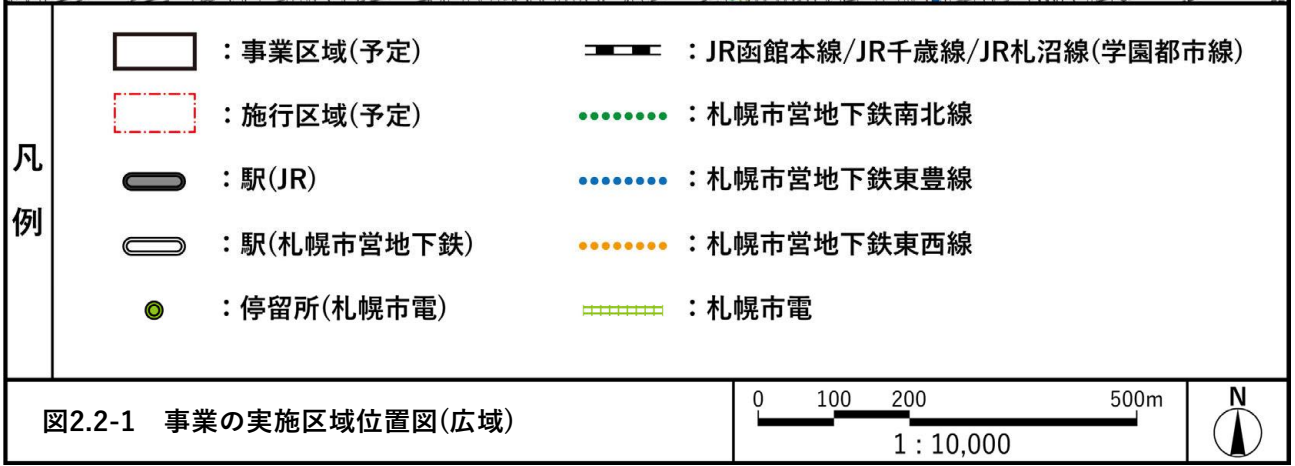 凡例
：事業区域(予定)
：施行区域(予定)
：駅(JR)
：駅(札幌市営地下鉄)
：停留所(札幌市電)
：JR函館本線/JR千歳線/JR札沼線(学園都市線)
：札幌市営地下鉄南北線
：札幌市営地下鉄東豊線
：札幌市営地下鉄東西線
：札幌市電
図2.2-1　事業の実施区域位置図(広域)
0 100 200 500m
1：10,000
N